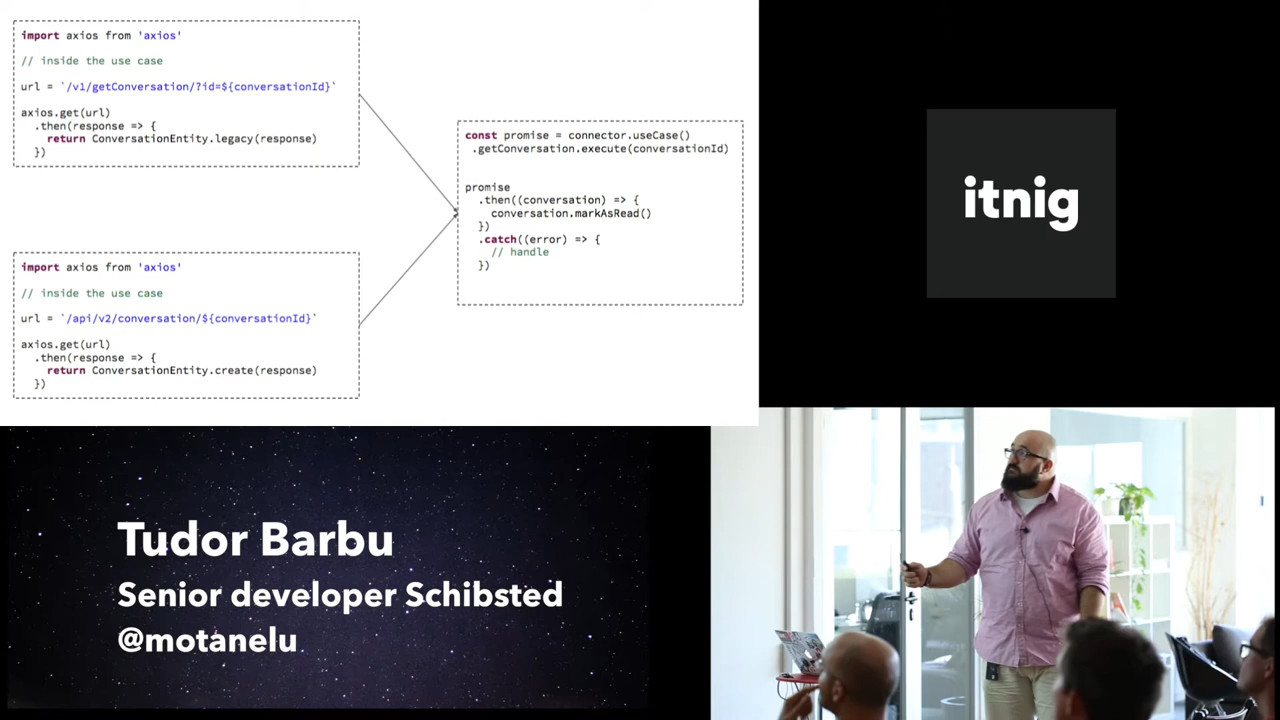 import axios from 'axios'
// inside the use case
url = `/v1/getConversation/?id=${conversationId}`
axios.get(url)
.then(response => {
return ConversationEntity.legacy(response)
})
import axios from 'axios'
// inside the use case
url = `/api/v2/conversation/${conversationId}`
axios.get(url)
.then(response => {
return ConversationEntity.create(response)
})
const promise = connector.useCase()
.getConversation.execute(conversationId)
promise
.then((conversation) => {
conversation.markAsRead()
})
.catch((error) => {
// handle
})
itnig
Tudor Barbu
Senior developer Schibsted
@motanelu